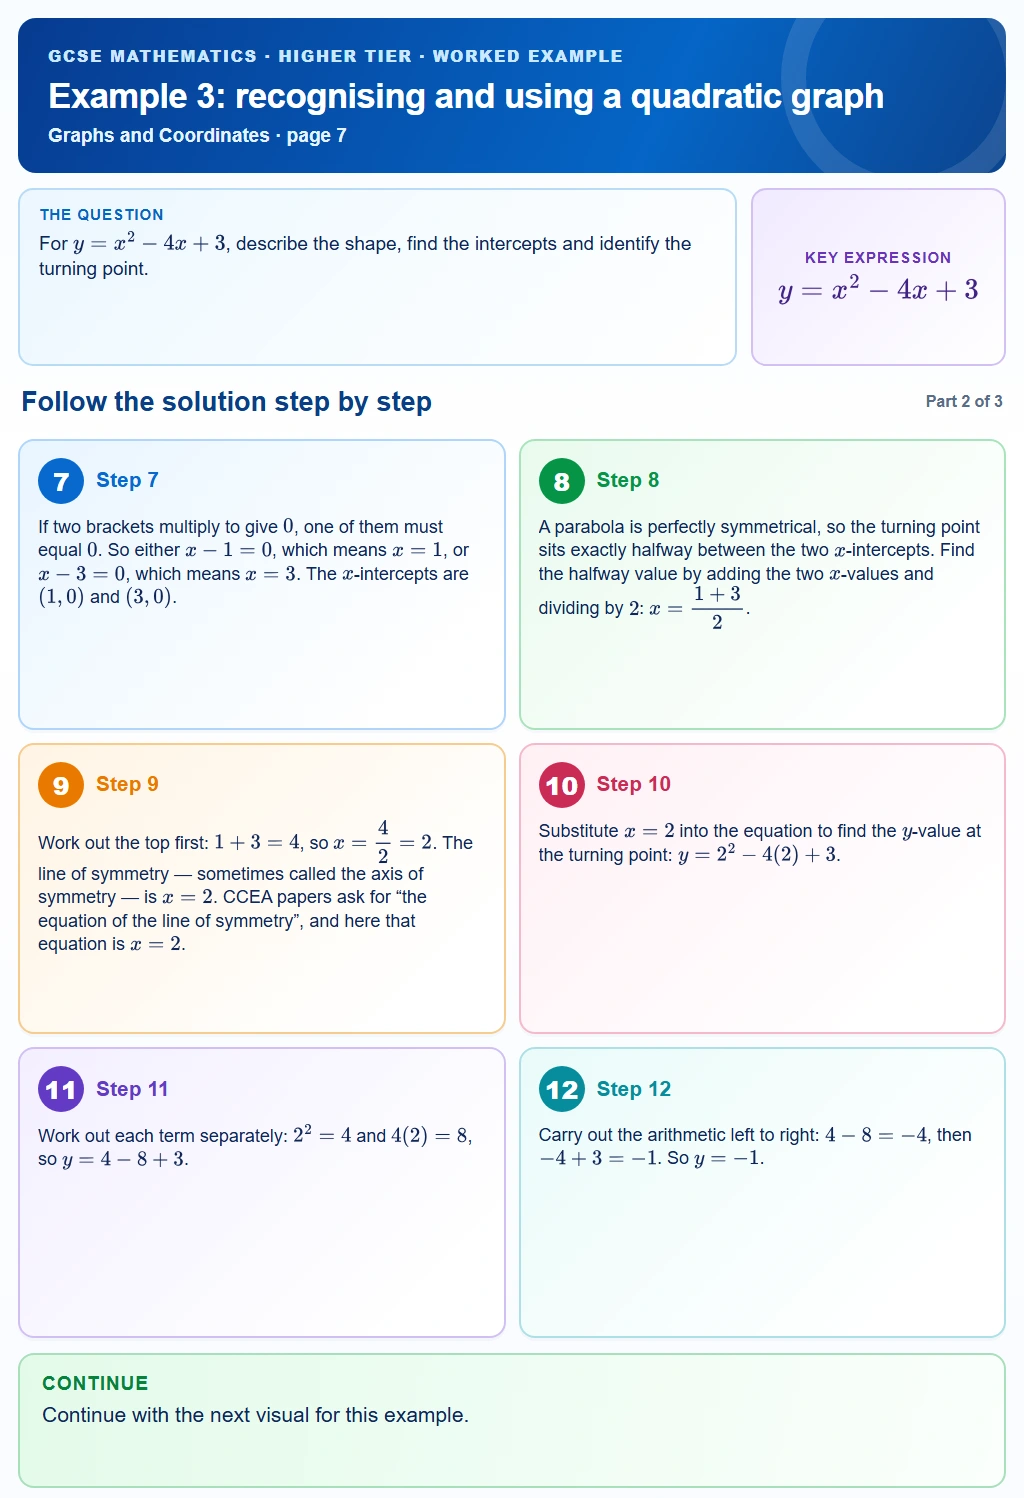 GCSE MATHEMATICS · HIGHER TIER · WORKED EXAMPLE
Example 3: recognising and using a quadratic graph
Graphs and Coordinates · page 7
THE QUESTION
For y = x² − 4x + 3, describe the shape, find the intercepts and identify the
turning point.
KEY EXPRESSION
y = x² − 4x + 3
Follow the solution step by step
Part 2 of 3
7 Step 7
If two brackets multiply to give 0, one of them must
equal 0. So either x − 1 = 0, which means x = 1, or
x − 3 = 0, which means x = 3. The x-intercepts are
(1, 0) and (3, 0).
8 Step 8
A parabola is perfectly symmetrical, so the turning point
sits exactly halfway between the two x-intercepts. Find
the halfway value by adding the two x-values and
dividing by 2: x = (1 + 3)/2.
9 Step 9
Work out the top first: 1 + 3 = 4, so x = 4/2 = 2. The
line of symmetry — sometimes called the axis of
symmetry — is x = 2. CCEA papers ask for “the
equation of the line of symmetry”, and here that
equation is x = 2.
10 Step 10
Substitute x = 2 into the equation to find the y-value at
the turning point: y = 2² − 4(2) + 3.
11 Step 11
Work out each term separately: 2² = 4 and 4(2) = 8,
so y = 4 − 8 + 3.
12 Step 12
Carry out the arithmetic left to right: 4 − 8 = −4, then
−4 + 3 = −1. So y = −1.
CONTINUE
Continue with the next visual for this example.